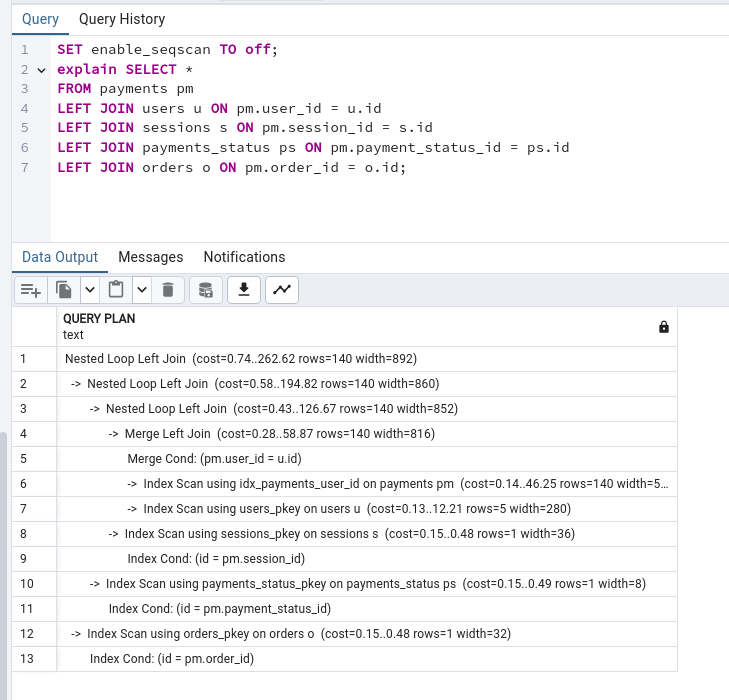 Query Query History
1 SET enable_seqscan TO off;
2 explain SELECT *
3 FROM payments pm
4 LEFT JOIN users u ON pm.user_id = u.id
5 LEFT JOIN sessions s ON pm.session_id = s.id
6 LEFT JOIN payments_status ps ON pm.payment_status_id = ps.id
7 LEFT JOIN orders o ON pm.order_id = o.id;
Data Output Messages Notifications
QUERY PLAN
text
1 Nested Loop Left Join (cost=0.74..262.62 rows=140 width=892)
2 -> Nested Loop Left Join (cost=0.58..194.82 rows=140 width=860)
3 -> Nested Loop Left Join (cost=0.43..126.67 rows=140 width=852)
4 -> Merge Left Join (cost=0.28..58.87 rows=140 width=816)
5 Merge Cond: (pm.user_id = u.id)
6 -> Index Scan using idx_payments_user_id on payments pm (cost=0.14..46.25 rows=140 width=5...
7 -> Index Scan using users_pkey on users u (cost=0.13..12.21 rows=5 width=280)
8 -> Index Scan using sessions_pkey on sessions s (cost=0.15..0.48 rows=1 width=36)
9 Index Cond: (id = pm.session_id)
10 -> Index Scan using payments_status_pkey on payments_status ps (cost=0.15..0.49 rows=1 width=8)
11 Index Cond: (id = pm.payment_status_id)
12 -> Index Scan using orders_pkey on orders o (cost=0.15..0.48 rows=1 width=32)
13 Index Cond: (id = pm.order_id)